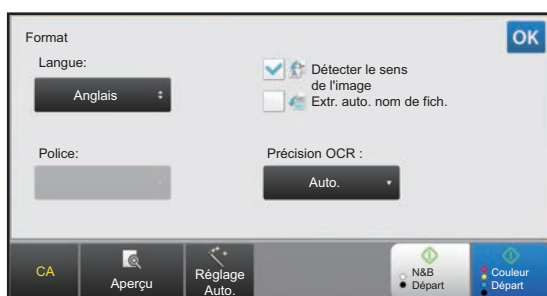 Format
OK
Langue:
Anglais
Détecter le sens
de l'image
Extr. auto. nom de fich.
Police:
Précision OCR :
Auto.
CA
Aperçu
Réglage
Auto.
N&B
Départ
Couleur
Départ